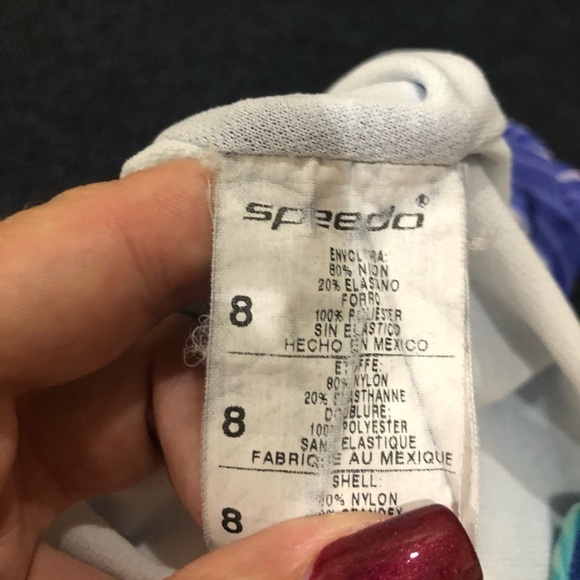 speedo®
ENVOLTURA:
80% NILON
20% ELASTANO
FORRO
100% POLIESTER
8
SIN ELASTICO
HECHO EN MEXICO
ETOFFE:
80% NYLON
20% ELASTHANNE
DOUBLURE:
8
100% POLYESTER
SANS ELASTIQUE
FABRIQUE AU MEXIQUE
SHELL:
80% NYLON
8